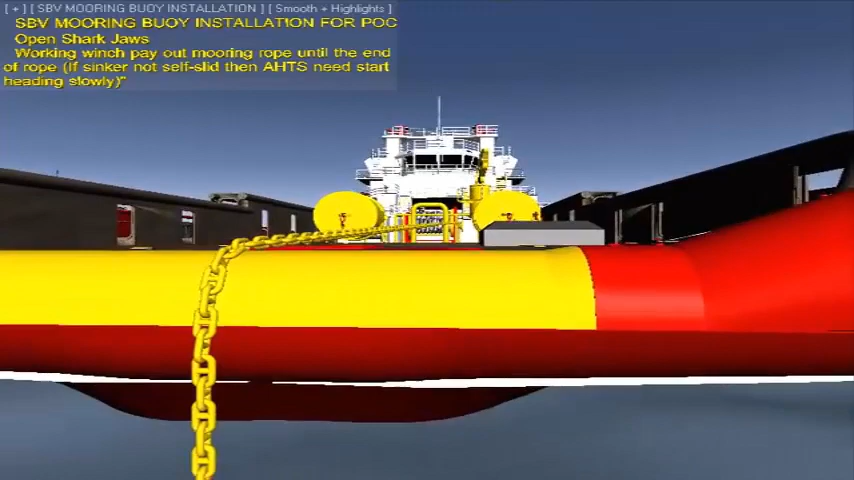 [ + ] [ SBV MOORING BUOY INSTALLATION ] [ Smooth + Highlights ]
SBV MOORING BUOY INSTALLATION FOR POC
Open Shark Jaws
Working winch pay out mooring rope until the end
of rope (If sinker not self-slid then AHTS need start
heading slowly)"